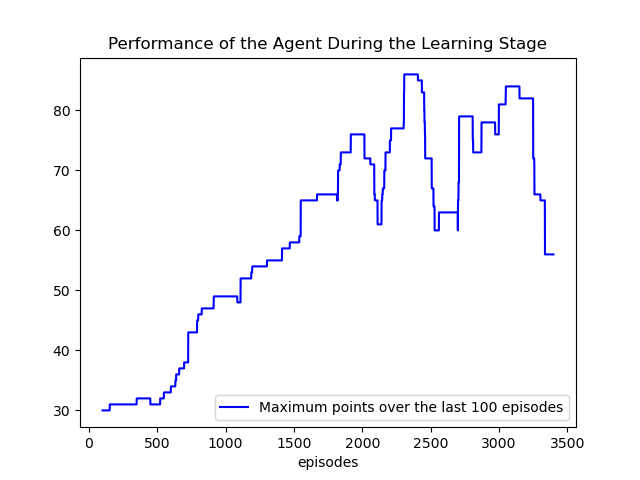 Performance of the Agent During the Learning Stage
80
70
60
50
40
30
Maximum points over the last 100 episodes
0 500 1000 1500 2000 2500 3000 3500
episodes